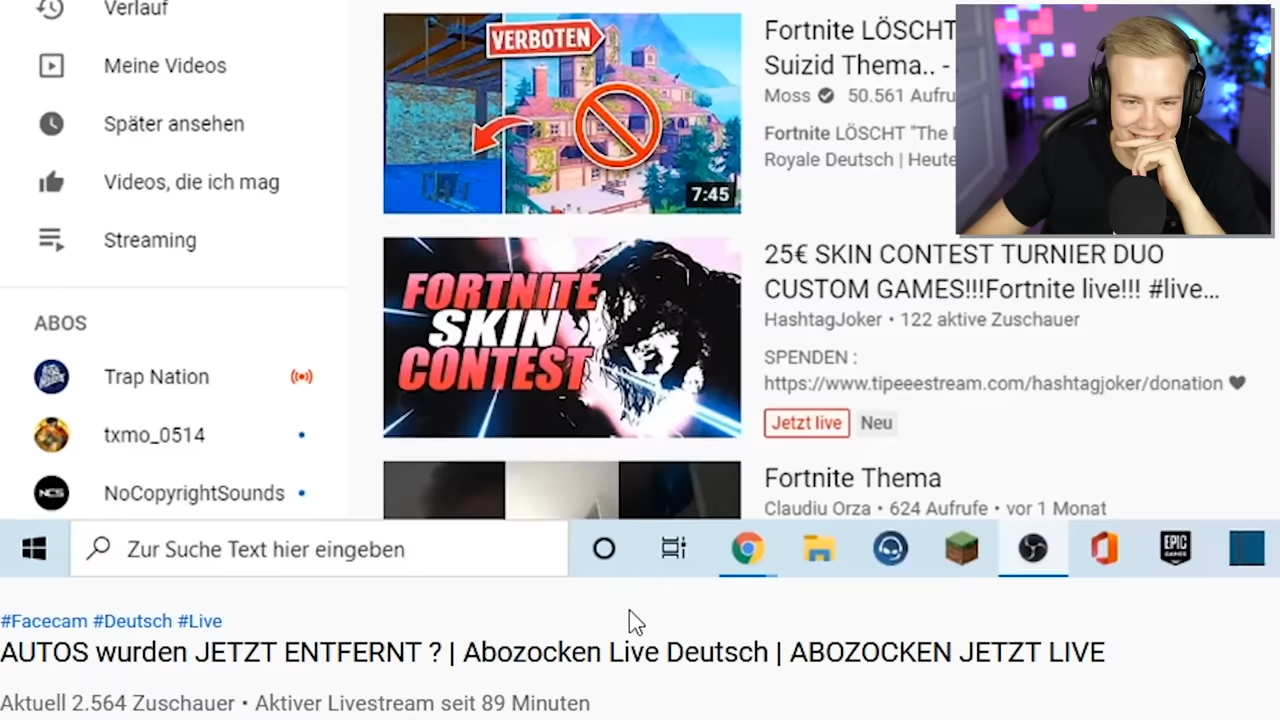 Verlauf
Meine Videos
Später ansehen
Videos, die ich mag
Streaming
ABOS
Trap Nation
txmo_0514
NCS
NoCopyrightSounds
VERBOTEN
7:45
Fortnite LÖSCHT
Suizid Thema.. -
Moss 50.561 Aufru
Fortnite LÖSCHT "The
Royale Deutsch | Heute
FORTNITE
SKIN
CONTEST
25€ SKIN CONTEST TURNIER DUO
CUSTOM GAMES!!!Fortnite live!!! #live…
HashtagJoker • 122 aktive Zuschauer
SPENDEN :
https://www.tipeeestream.com/hashtagjoker/donation
Jetzt live Neu
Fortnite Thema
Claudiu Orza • 624 Aufrufe • vor 1 Monat
Zur Suche Text hier eingeben
EPIC
GAMES
#Facecam #Deutsch #Live
AUTOS wurden JETZT ENTFERNT ? | Abozocken Live Deutsch | ABOZOCKEN JETZT LIVE
Aktuell 2.564 Zuschauer • Aktiver Livestream seit 89 Minuten